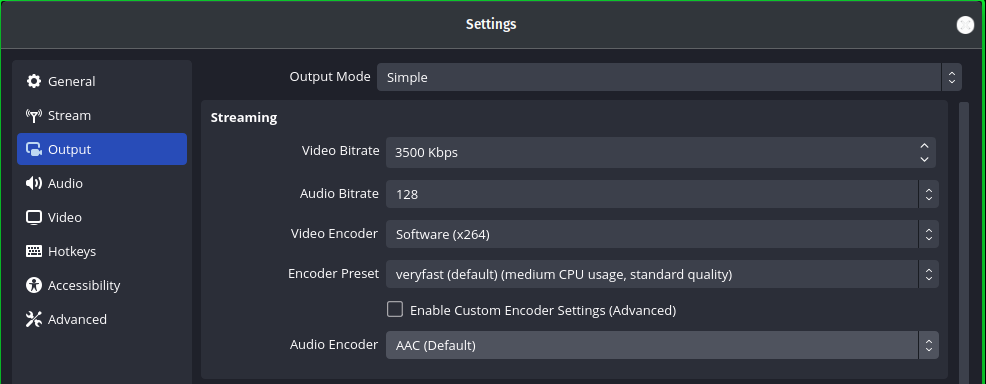 Settings
General
Stream
Output
Audio
Video
Hotkeys
Accessibility
Advanced
Output Mode Simple
Streaming
Video Bitrate 3500 Kbps
Audio Bitrate 128
Video Encoder Software (x264)
Encoder Preset veryfast (default) (medium CPU usage, standard quality)
Enable Custom Encoder Settings (Advanced)
Audio Encoder AAC (Default)